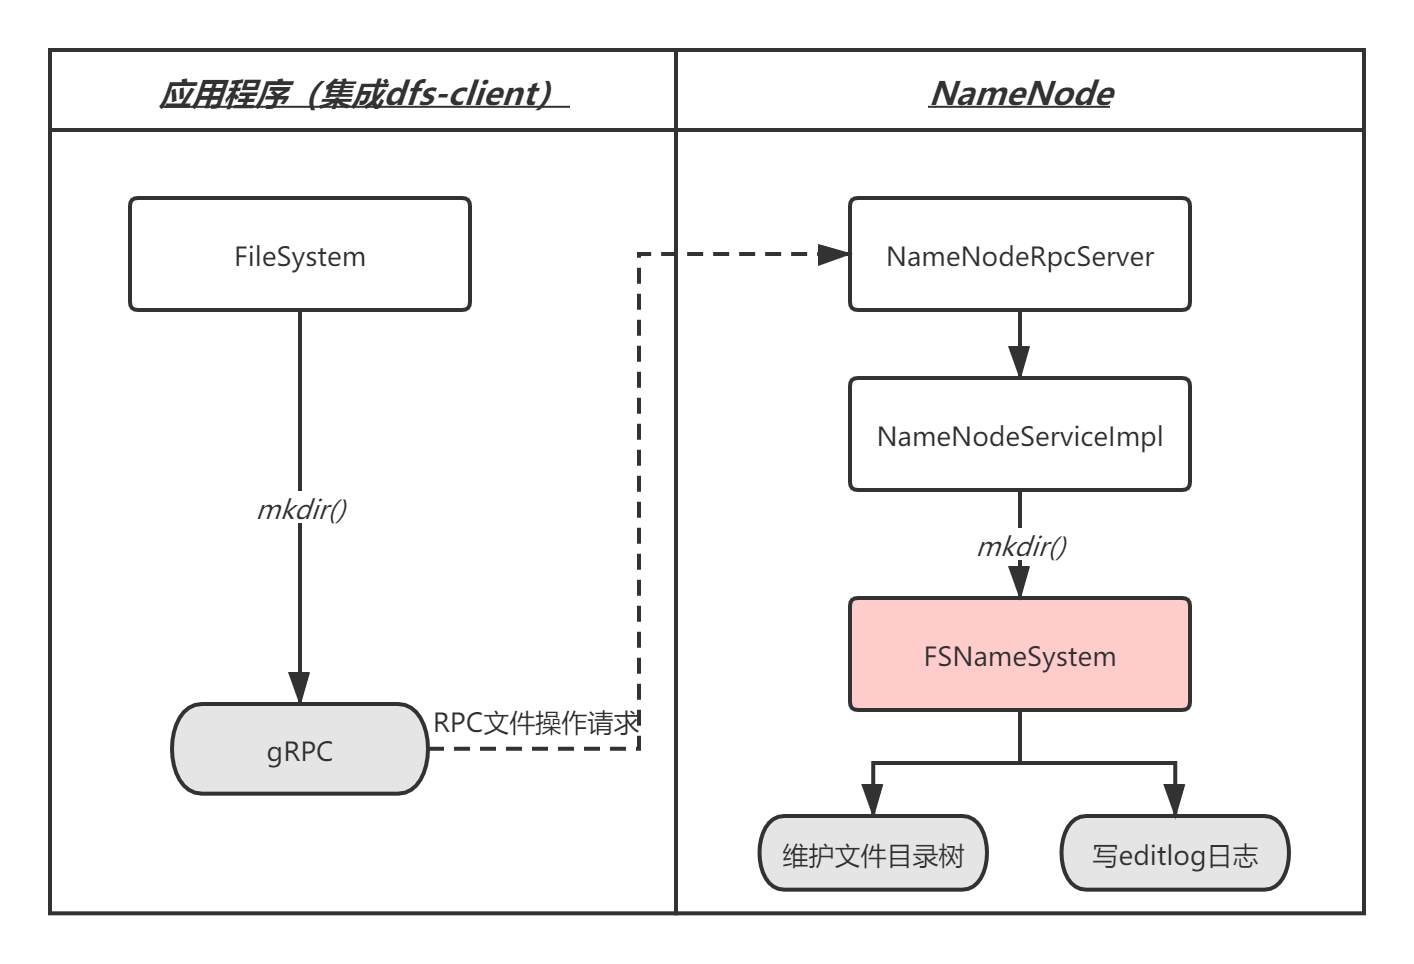 应用程序（集成dfs-client）
NameNode
FileSystem
mkdir()
gRPC
RPC文件操作请求
NameNodeRpcServer
NameNodeServiceImpl
mkdir()
FSNameSystem
维护文件目录树
写editlog日志